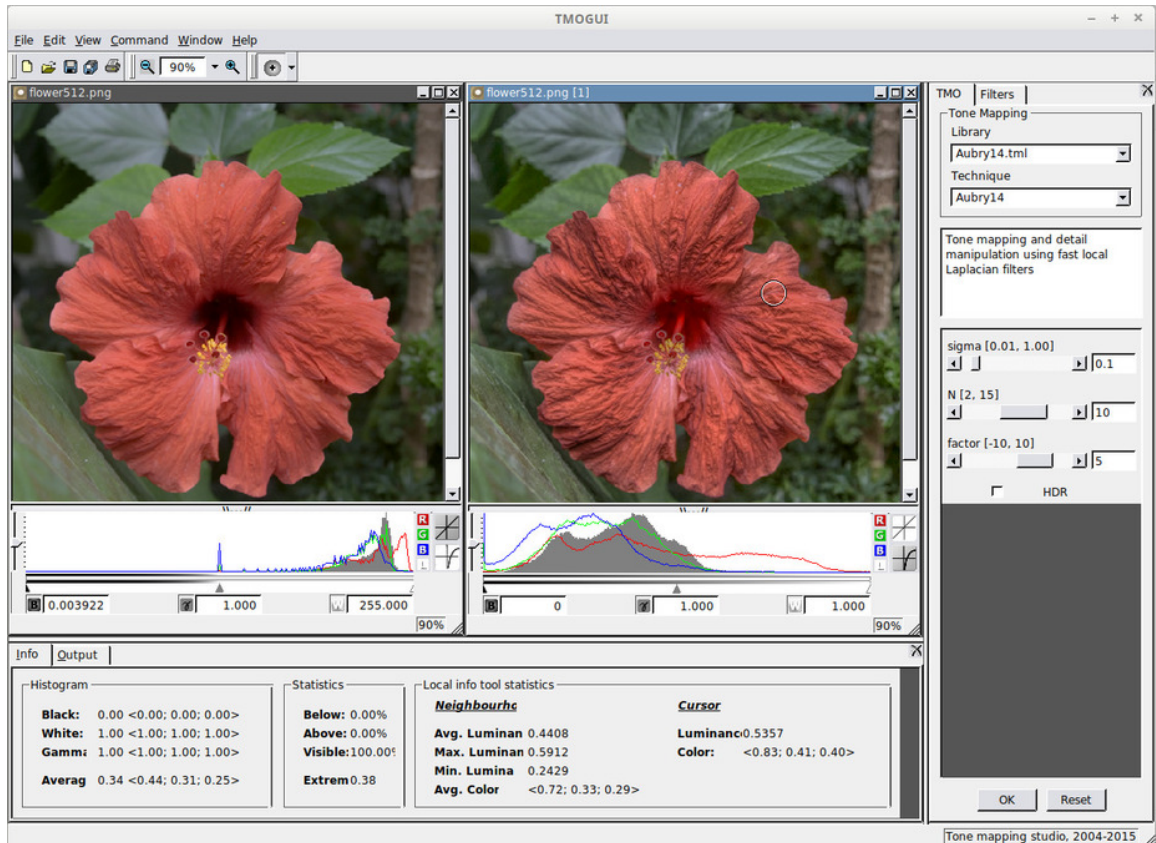 TMOGUI
File Edit View Command Window Help
90%
flower512.png
flower512.png [1]
TMO Filters
Tone Mapping
Library
Aubry14.tml
Technique
Aubry14
Tone mapping and detail
manipulation using fast local
Laplacian filters
sigma [0.01, 1.00]
0.1
N [2, 15]
10
factor [-10, 10]
5
HDR
R
G
B
L
B 0.003922 γ 1.000 W 255.000
90%
R
G
B
L
B 0 γ 1.000 W 1.000
90%
Info Output
Histogram
Black: 0.00 <0.00; 0.00; 0.00>
White: 1.00 <1.00; 1.00; 1.00>
Gamma 1.00 <1.00; 1.00; 1.00>
Averag 0.34 <0.44; 0.31; 0.25>
Statistics
Below: 0.00%
Above: 0.00%
Visible:100.00%
Extrem 0.38
Local info tool statistics
Neighbourho Cursor
Avg. Luminan 0.4408 Luminanc 0.5357
Max. Luminan 0.5912 Color: <0.83; 0.41; 0.40>
Min. Lumina 0.2429
Avg. Color <0.72; 0.33; 0.29>
OK Reset
Tone mapping studio, 2004-2015